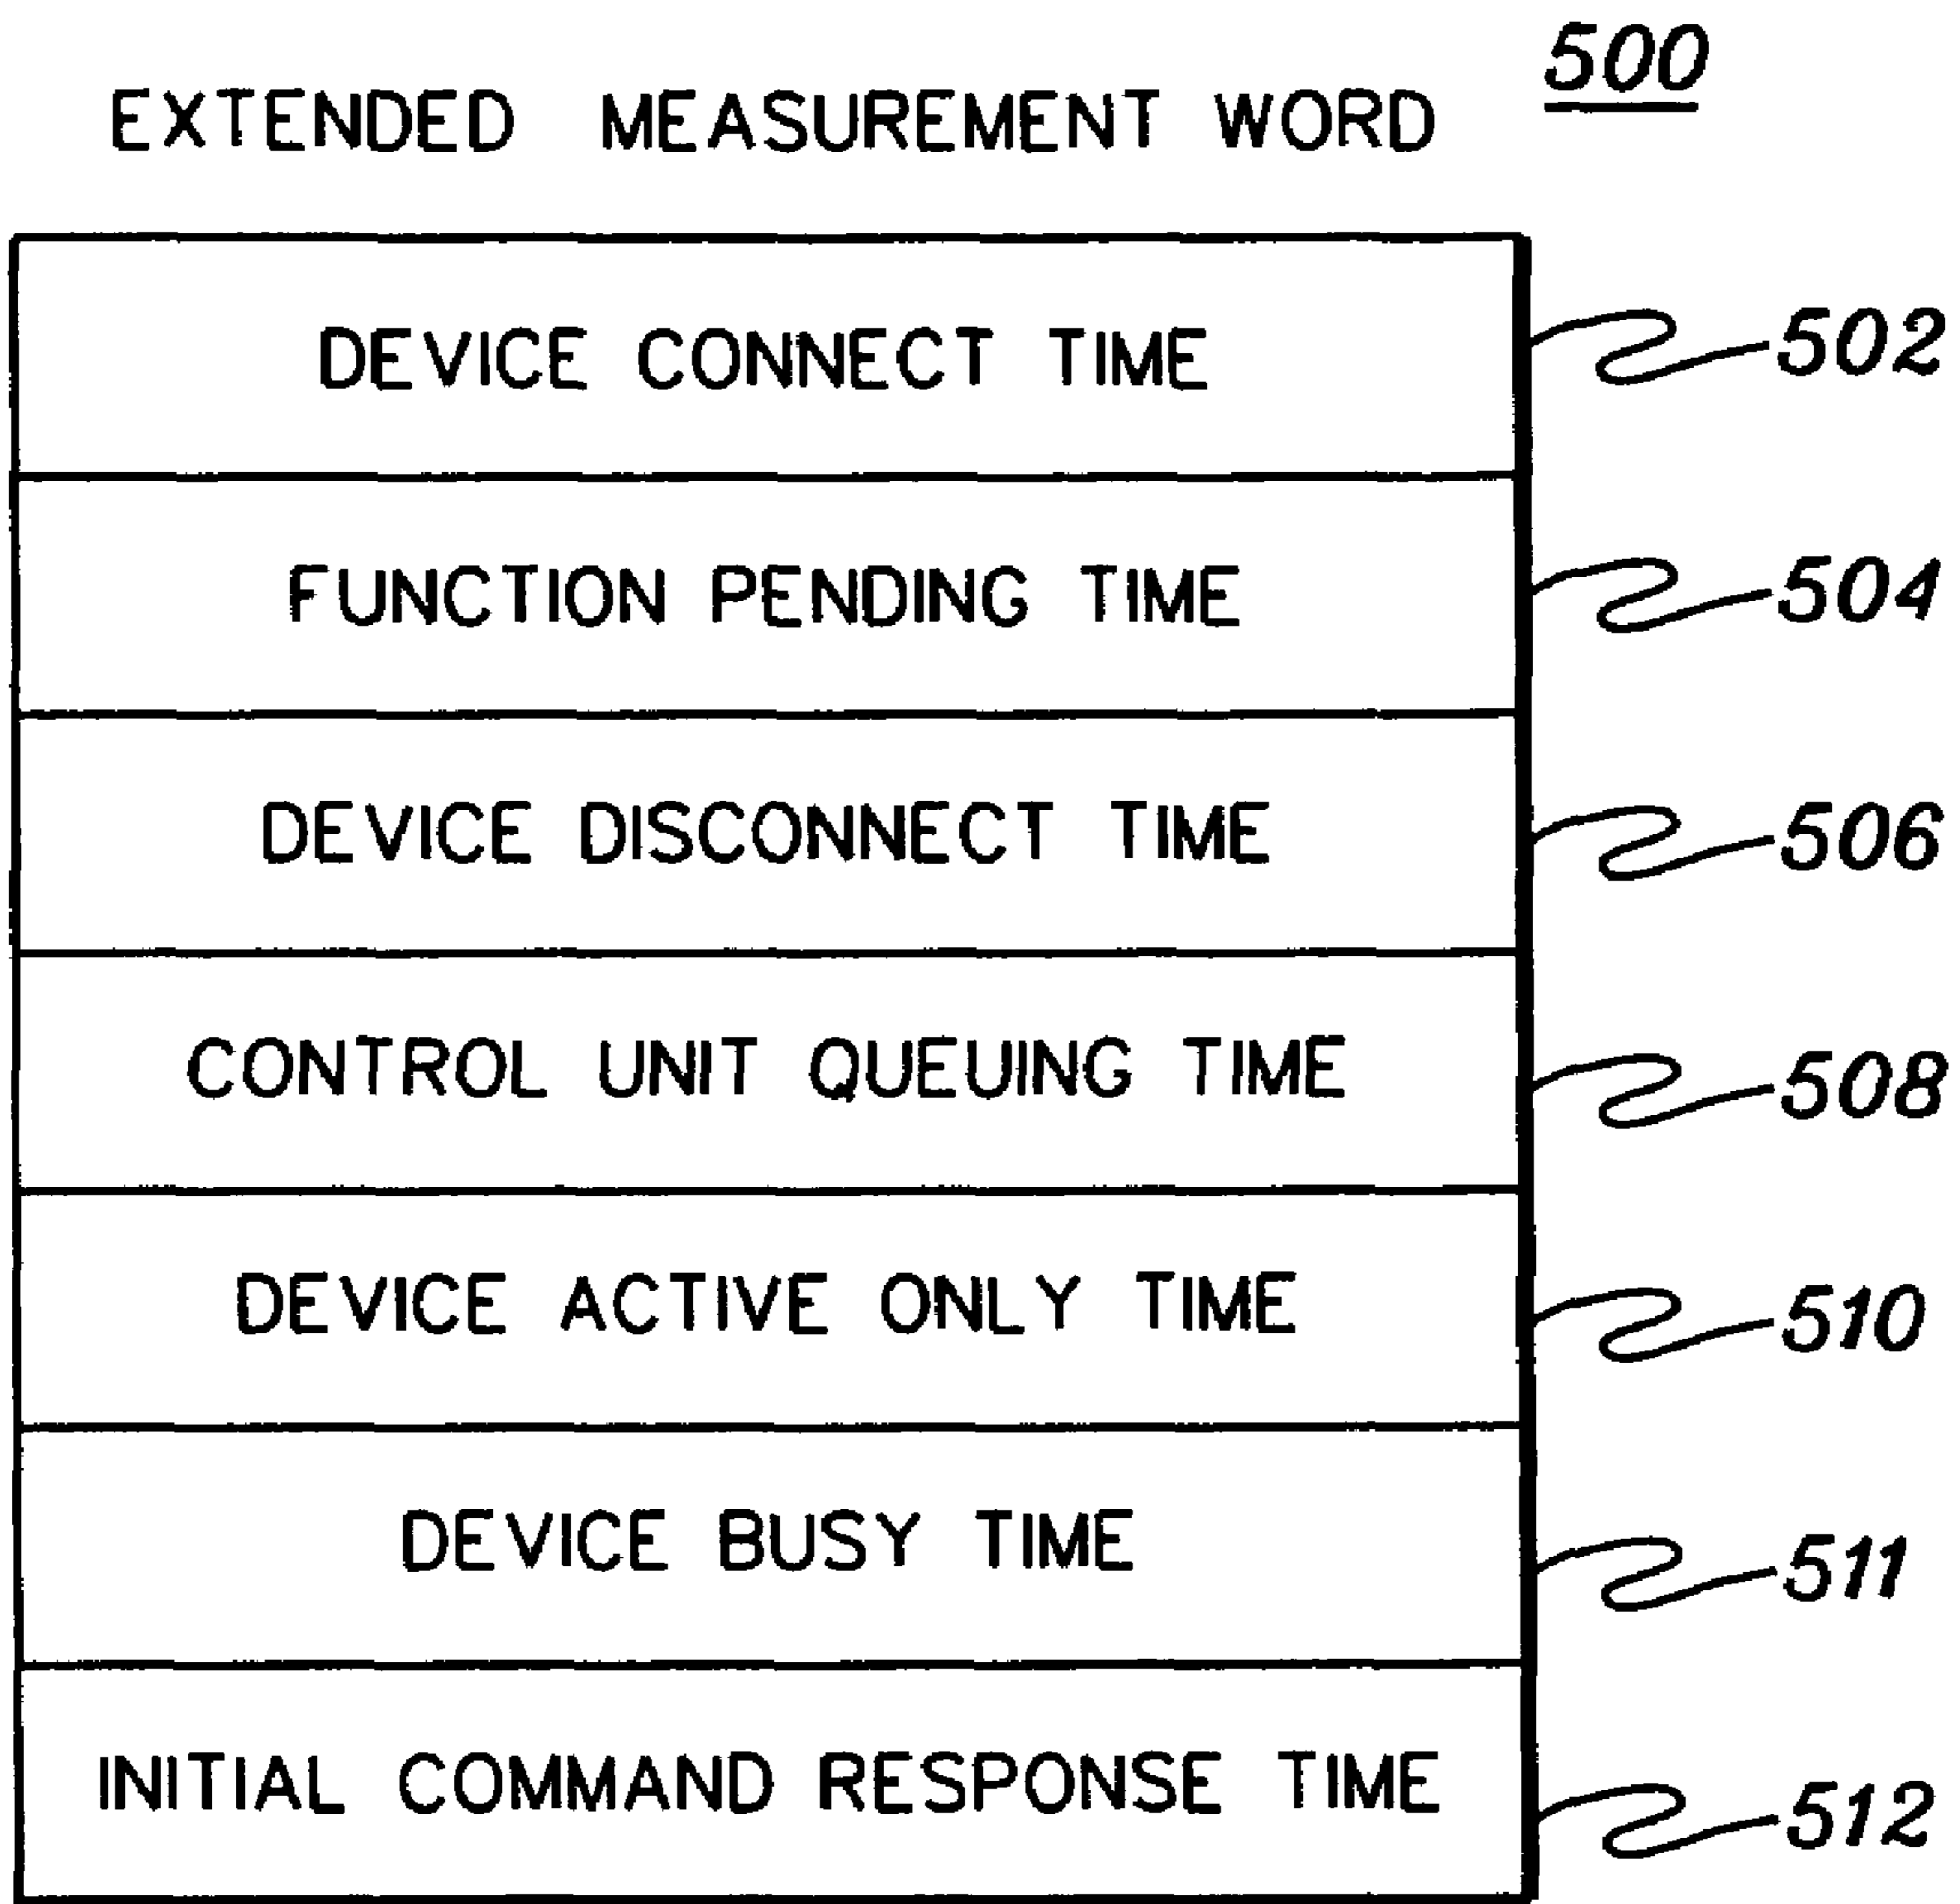 EXTENDED MEASUREMENT WORD 500
DEVICE CONNECT TIME 502
FUNCTION PENDING TIME 504
DEVICE DISCONNECT TIME 506
CONTROL UNIT QUEUING TIME 508
DEVICE ACTIVE ONLY TIME 510
DEVICE BUSY TIME 511
INITIAL COMMAND RESPONSE TIME 512